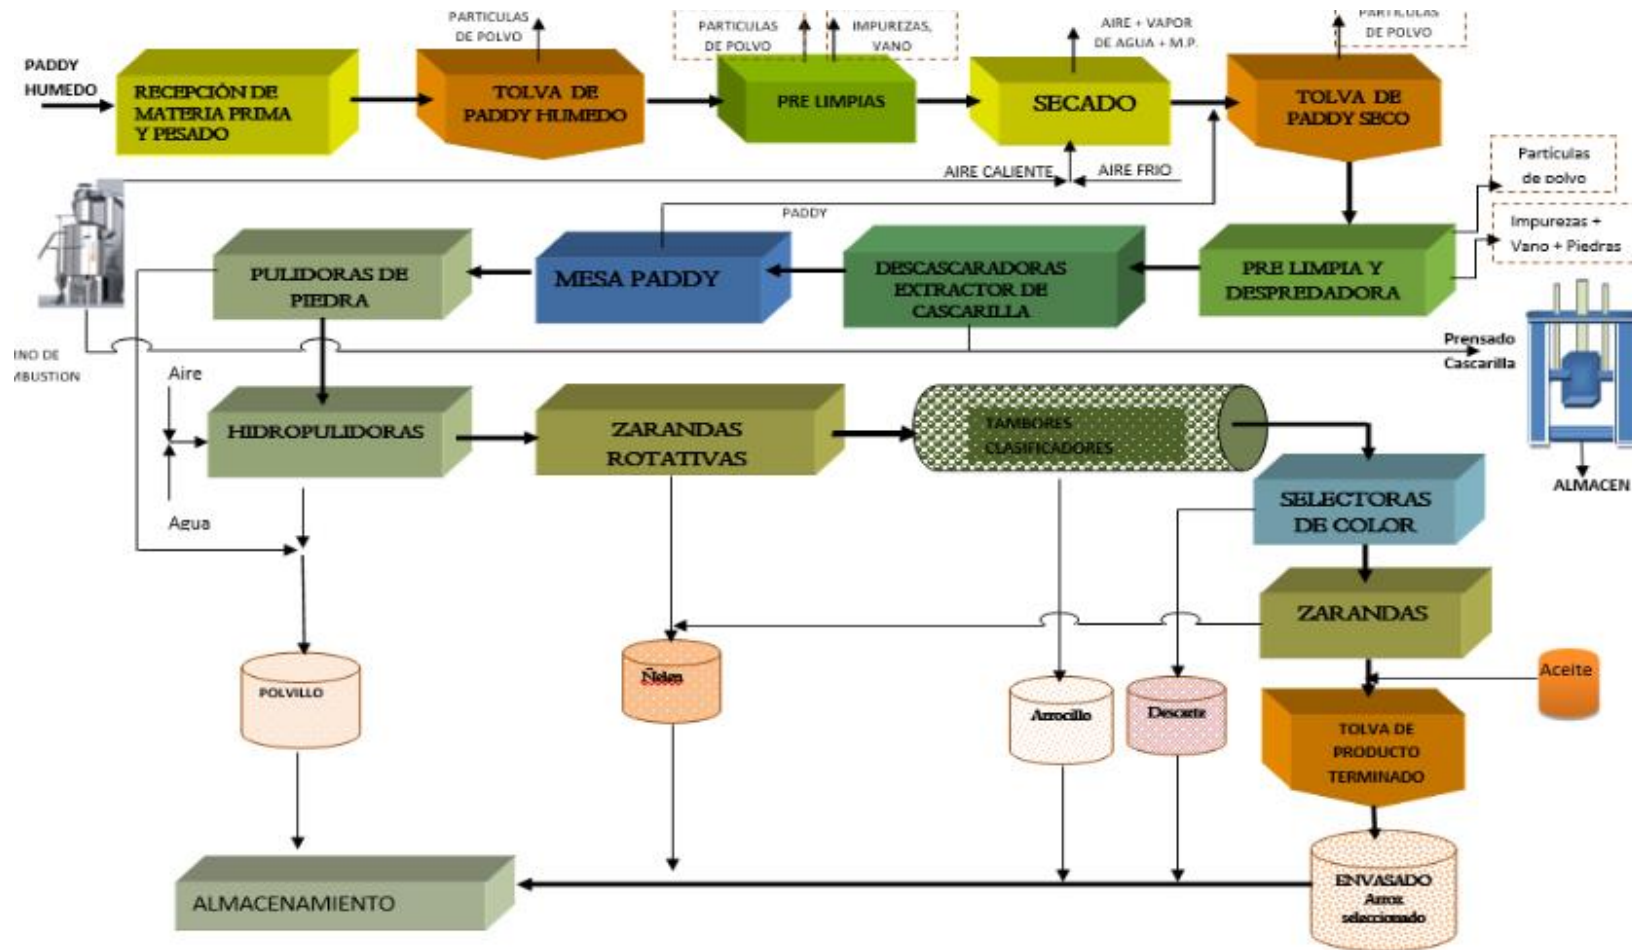 PARTICULAS
DE POLVO
PARTICULAS
DE POLVO
IMPUREZAS,
VANO
AIRE + VAPOR
DE AGUA + M.P.
PARTICULAS
DE POLVO
PADDY
HUMEDO
RECEPCIÓN DE
MATERIA PRIMA
Y PESADO
TOLVA DE
PADDY HUMEDO
PRE LIMPIAS
SECADO
TOLVA DE
PADDY SECO
AIRE CALIENTE
AIRE FRIO
Partículas
de polvo
PADDY
Impurezas +
Vano + Piedras
PULIDORAS DE
PIEDRA
MESA PADDY
DESCASCARADORAS
EXTRACTOR DE
CASCARILLA
PRE LIMPIA Y
DESPREDADORA
Prensado
Cascarilla
INO DE
MBUSTION
Aire
HIDROPULIDORAS
ZARANDAS
ROTATIVAS
TAMBORES
CLASIFICADORES
SELECTORAS
DE COLOR
ALMACEN
Agua
ZARANDAS
Aceite
POLVILLO
Ñelen
Arrocillo
Descarte
TOLVA DE
PRODUCTO
TERMINADO
ENVASADO
Arroz
seleccionado
ALMACENAMIENTO